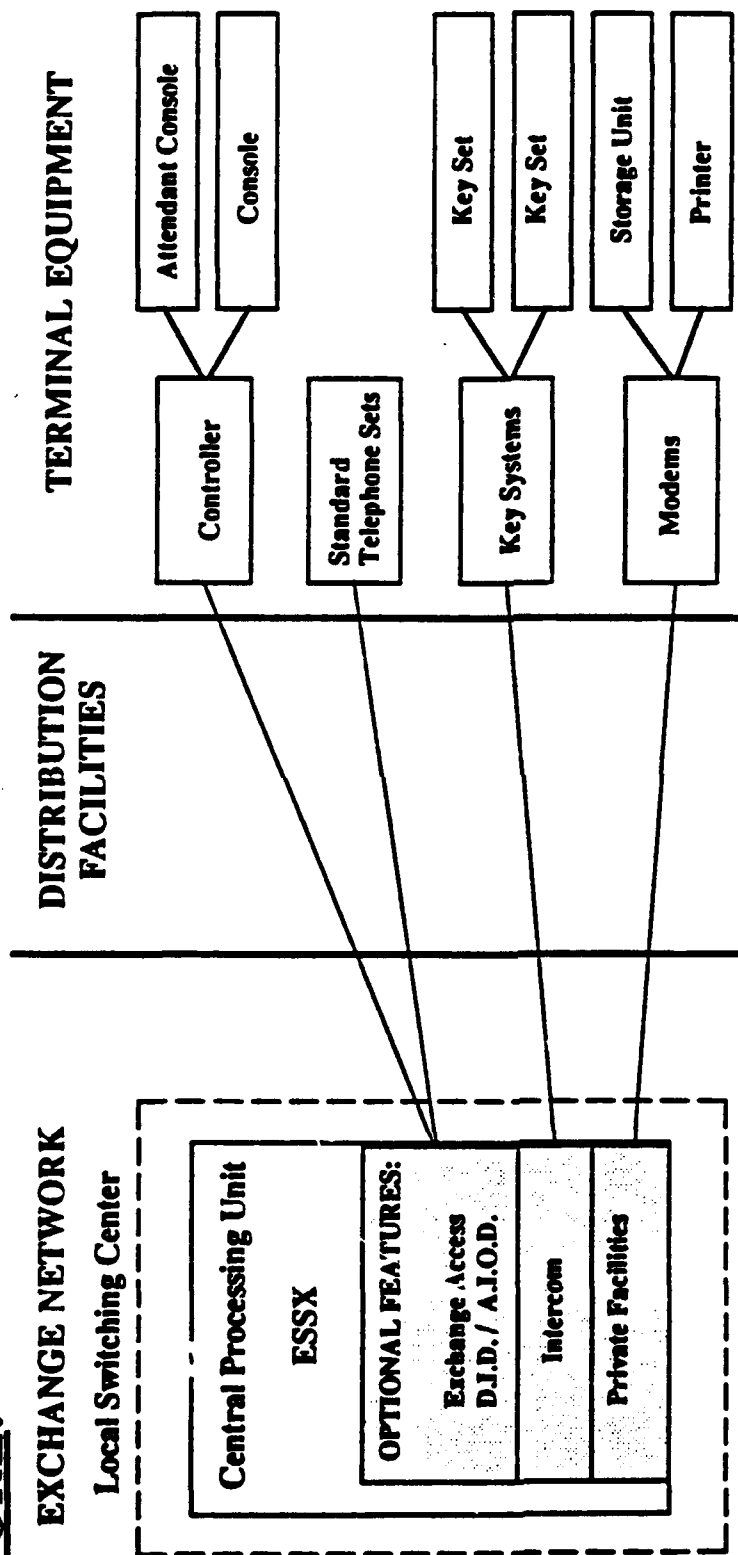 EXCHANGE NETWORK
Local Switching Center
Central Processing Unit
ESSX
OPTIONAL FEATURES:
Exchange Access
D.I.D. / A.I.O.D.
Intercom
Private Facilities
DISTRIBUTION
FACILITIES
TERMINAL EQUIPMENT
Controller
Attendant Console
Console
Standard
Telephone Sets
Key Systems
Key Set
Key Set
Modems
Storage Unit
Printer